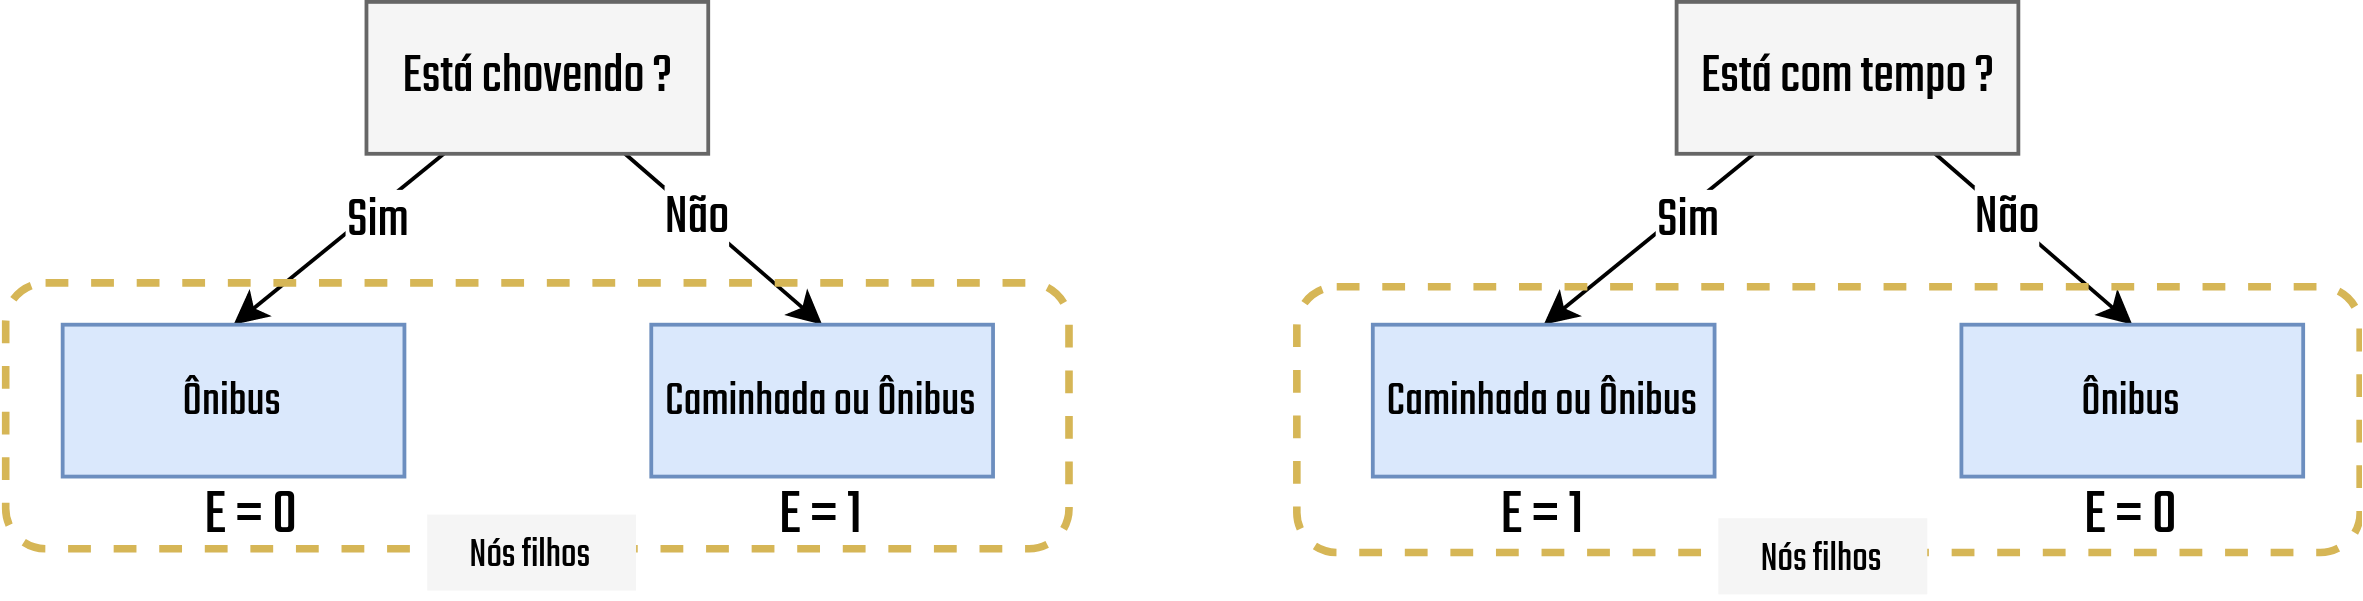 Está chovendo ?
Sim
Não
Ônibus
Caminhada ou Ônibus
E = 0
E = 1
Nós filhos
Está com tempo ?
Sim
Não
Caminhada ou Ônibus
Ônibus
E = 1
E = 0
Nós filhos